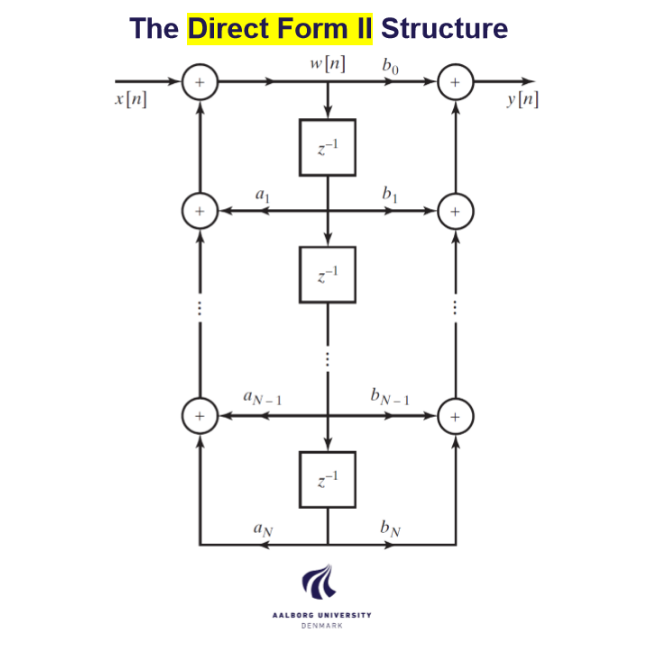 The Direct Form II Structure
w[n] b₀
+ +
x[n] y[n]
z⁻¹
a₁ b₁
+ +
z⁻¹
⋮ ⋮
⋮
aN−1 bN−1
+ +
z⁻¹
aN bN
AALBORG UNIVERSITY
DENMARK